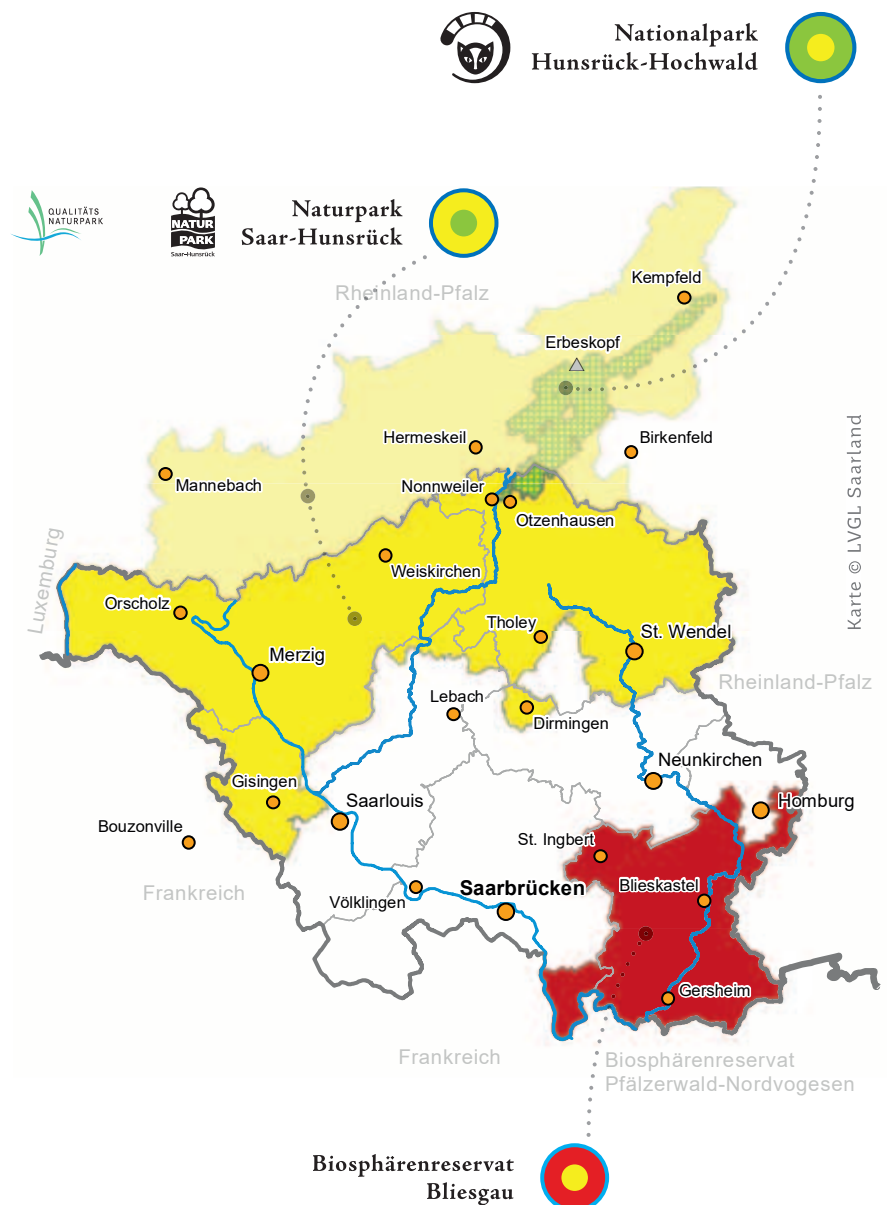 Nationalpark
Hunsrück-Hochwald
QUALITÄTS
NATURPARK
NATUR
PARK
Saar-Hunsrück
Naturpark
Saar-Hunsrück
Rheinland-Pfalz
Kempfeld
Erbeskopf
Hermeskeil
Birkenfeld
Mannebach
Nonnweiler
Otzenhausen
Karte © LVGL Saarland
Luxemburg
Weiskirchen
Orscholz
Tholey
St. Wendel
Merzig
Rheinland-Pfalz
Lebach
Dirmingen
Neunkirchen
Gisingen
Saarlouis
Homburg
Bouzonville
St. Ingbert
Frankreich
Völklingen
Saarbrücken
Blieskastel
Gersheim
Frankreich
Biosphärenreservat
Pfälzerwald-Nordvogesen
Biosphärenreservat
Bliesgau